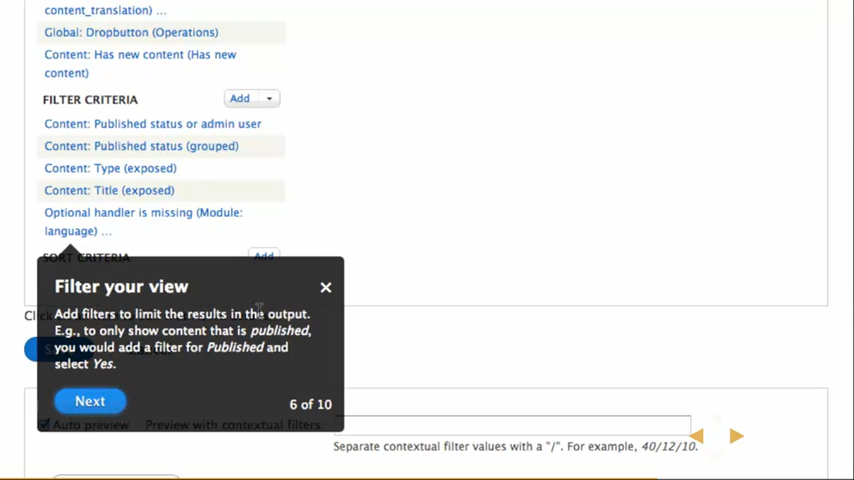 content_translation) ...
Global: Dropbutton (Operations)
Content: Has new content (Has new
content)
FILTER CRITERIA
Add
Content: Published status or admin user
Content: Published status (grouped)
Content: Type (exposed)
Content: Title (exposed)
Optional handler is missing (Module:
language) ...
SORT CRITERIA
Add
Filter your view
Add filters to limit the results in the output.
E.g., to only show content that is published,
you would add a filter for Published and
select Yes.
Next
6 of 10
Auto preview
Preview with contextual filters:
Separate contextual filter values with a "/". For example, 40/12/10.